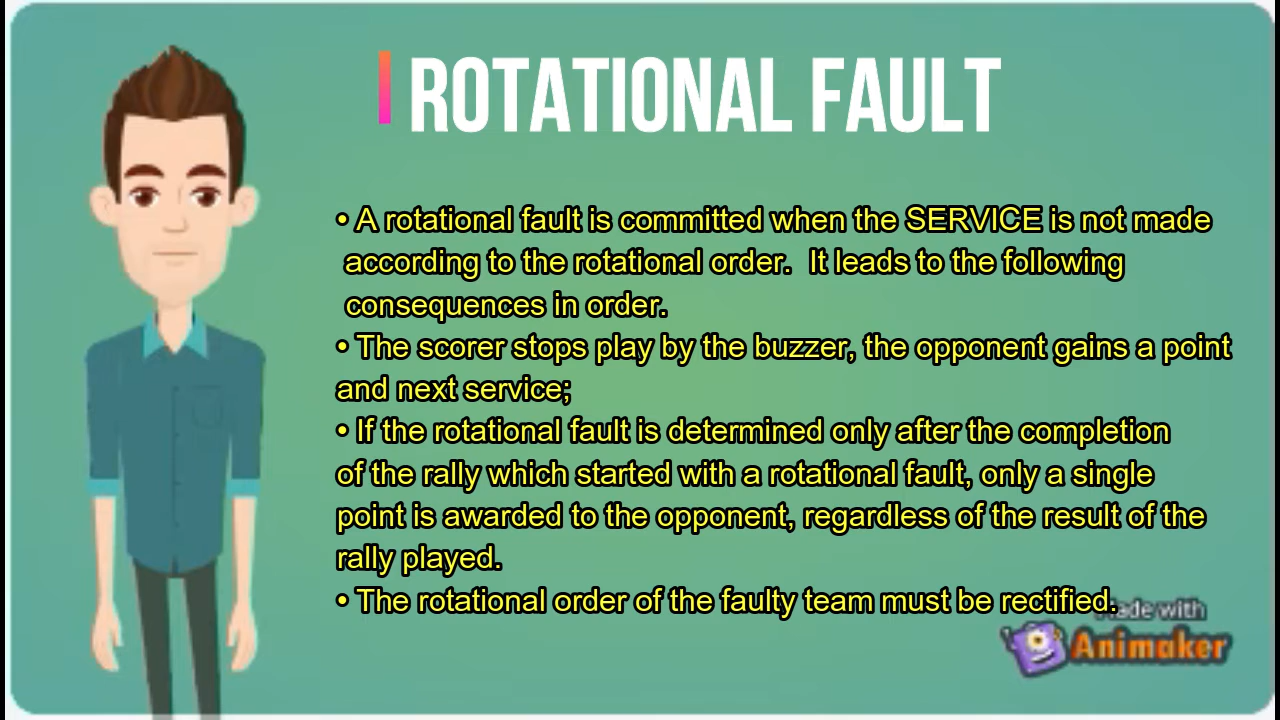 ROTATIONAL FAULT
• A rotational fault is committed when the SERVICE is not made
according to the rotational order.  It leads to the following
consequences in order.
• The scorer stops play by the buzzer, the opponent gains a point
and next service;
• If the rotational fault is determined only after the completion
of the rally which started with a rotational fault, only a single
point is awarded to the opponent, regardless of the result of the
rally played.
• The rotational order of the faulty team must be rectified.
Made with
Animaker